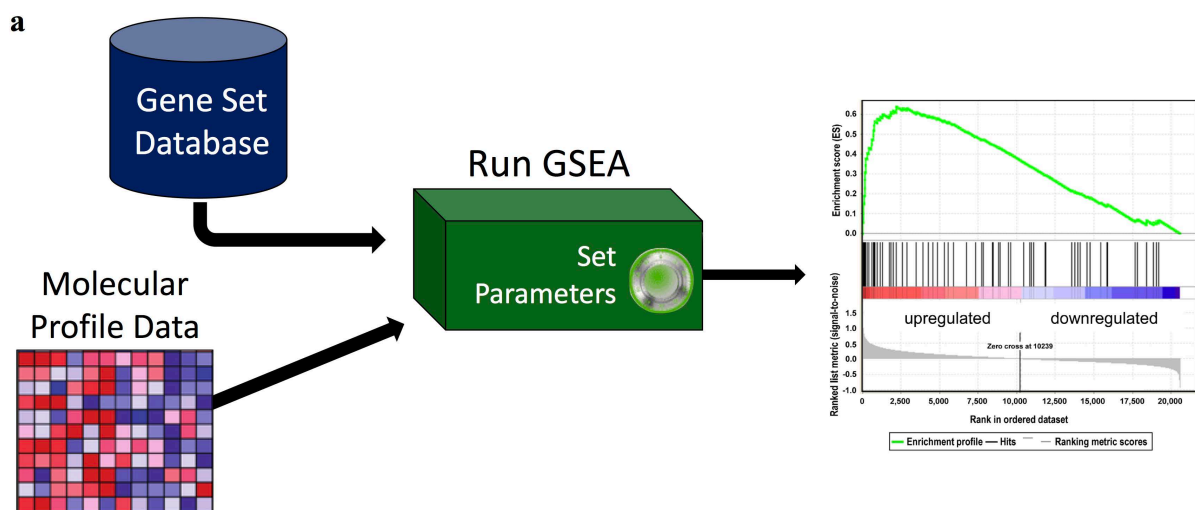 a
Gene Set
Database
Run GSEA
Set
Parameters
Molecular
Profile Data
Enrichment score (ES)
0.6
0.5
0.4
0.3
0.2
0.1
0.0
upregulated downregulated
Ranked list metric (signal-to-noise)
1.5
1.0
0.5
0.0
-0.5
-1.0
Zero cross at 10239
0 2,500 5,000 7,500 10,000 12,500 15,000 17,500 20,000
Rank in ordered dataset
Enrichment profile Hits Ranking metric scores